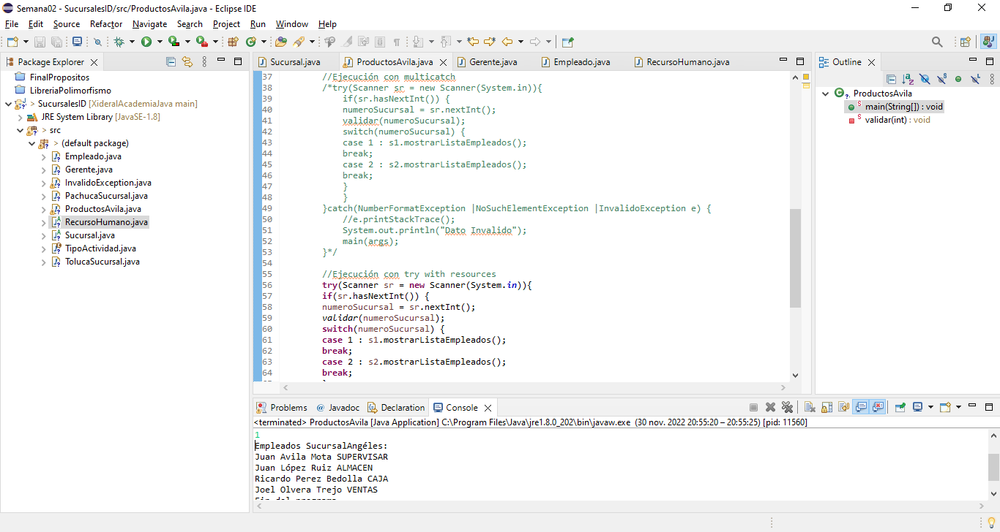 Semana02 - SucursalesID/src/ProductosAvila.java - Eclipse IDE
File Edit Source Refactor Navigate Search Project Run Window Help
Package Explorer
FinalPropositos
LibreriaPolimorfismo
> SucursalesID [XideralAcademiaJava main]
JRE System Library [JavaSE-1.8]
> src
> (default package)
Empleado.java
Gerente.java
InvalidoException.java
PachucaSucursal.java
ProductosAvila.java
RecursoHumano.java
Sucursal.java
TipoActividad.java
TolucaSucursal.java
Sucursal.java ProductosAvila.java Gerente.java Empleado.java RecursoHumano.java
37 //Ejecución con multicatch
38 /*try(Scanner sr = new Scanner(System.in)){
39 if(sr.hasNextInt()) {
40 numeroSucursal = sr.nextInt();
41 validar(numeroSucursal);
42 switch(numeroSucursal) {
43 case 1 : s1.mostrarListaEmpleados();
44 break;
45 case 2 : s2.mostrarListaEmpleados();
46 break;
47 }
48 }
49 }catch(NumberFormatException |NoSuchElementException |InvalidoException e) {
50 //e.printStackTrace();
51 System.out.println("Dato Invalido");
52 main(args);
53 }*/
54
55 //Ejecución con try with resources
56 try(Scanner sr = new Scanner(System.in)){
57 if(sr.hasNextInt()) {
58 numeroSucursal = sr.nextInt();
59 validar(numeroSucursal);
60 switch(numeroSucursal) {
61 case 1 : s1.mostrarListaEmpleados();
62 break;
63 case 2 : s2.mostrarListaEmpleados();
64 break;
Outline
ProductosAvila
main(String[]) : void
validar(int) : void
Problems Javadoc Declaration Console
<terminated> ProductosAvila [Java Application] C:\Program Files\Java\jre1.8.0_202\bin\javaw.exe (30 nov. 2022 20:55:20 – 20:55:25) [pid: 11560]
1
Empleados SucursalAngéles:
Juan Avila Mota SUPERVISAR
Juan López Ruiz ALMACEN
Ricardo Perez Bedolla CAJA
Joel Olvera Trejo VENTAS
Fin del programa